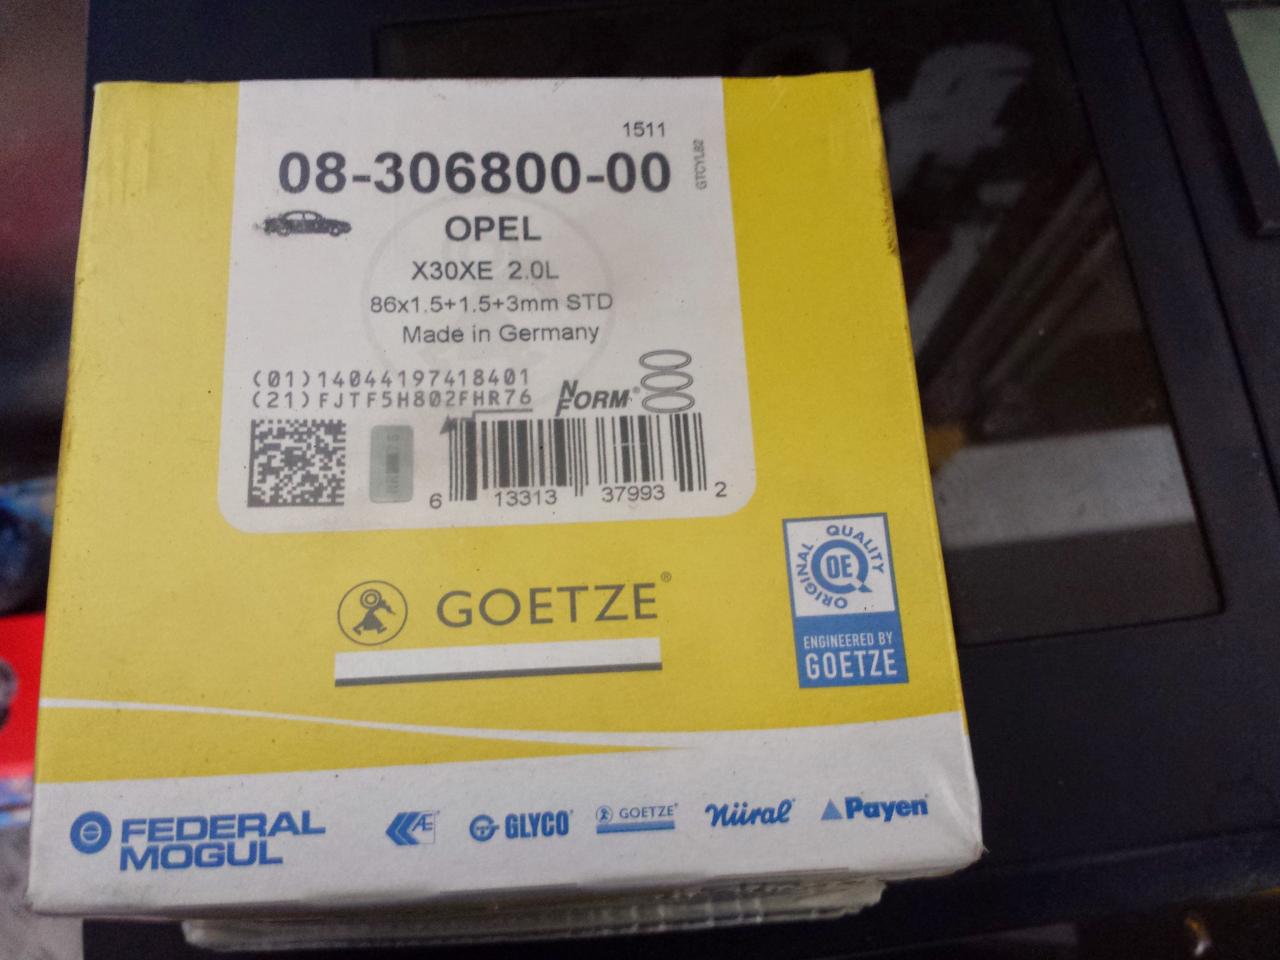 1511
08-306800-00
GTCYL82
OPEL
X30XE 2.0L
86x1.5+1.5+3mm STD
Made in Germany
(01)14044197418401
(21)FJTF5H802FHR76
NFORM®
6 13313 37993 2
GOETZE®
ORIGINAL QUALITY
OE
ENGINEERED BY
GOETZE
FEDERAL
MOGUL
AE
GLYCO®
GOETZE®
Nüral®
Payen®